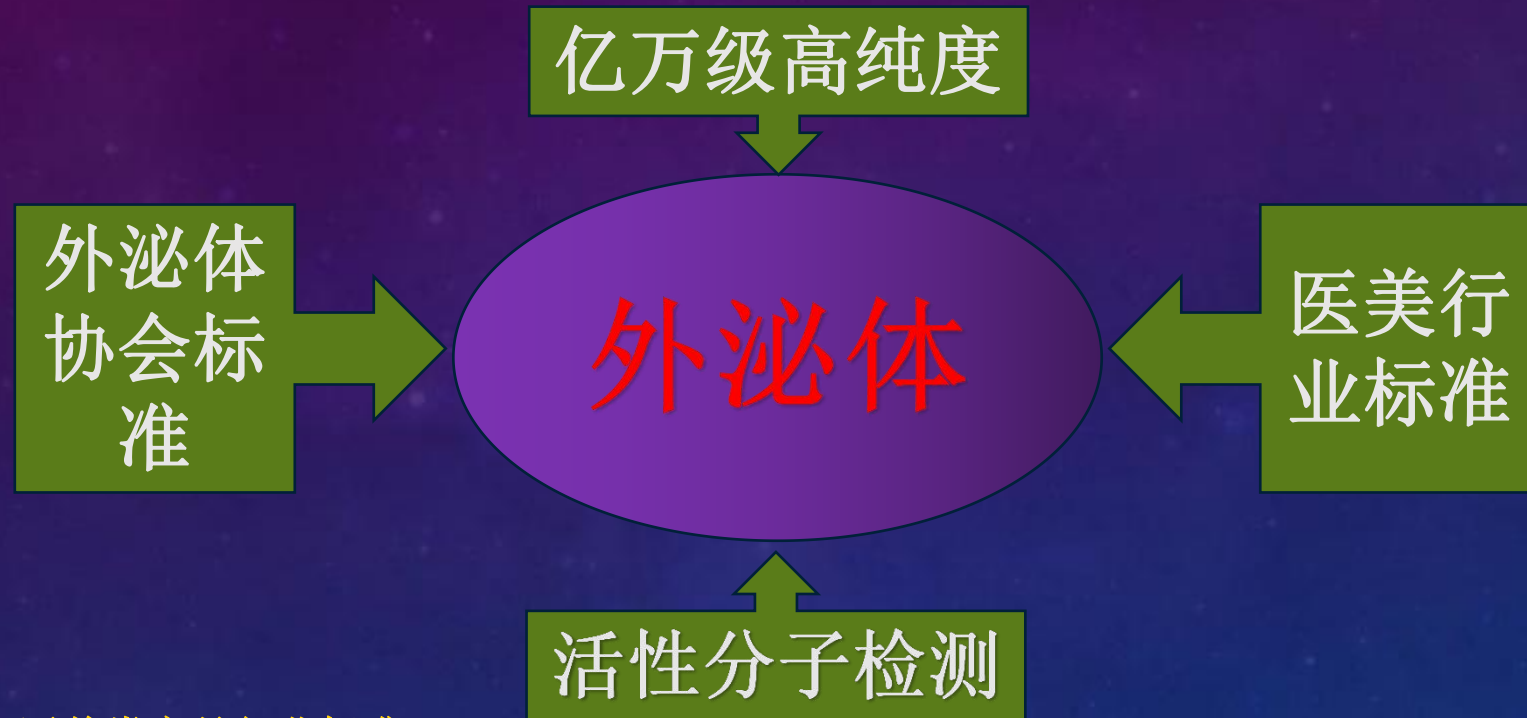 亿万级高纯度
外泌体
协会标
准
外泌体
医美行
业标准
活性分子检测